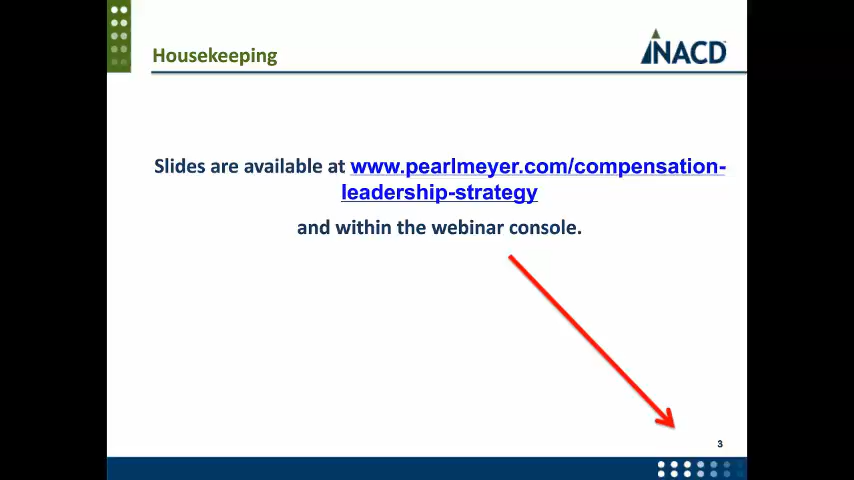 Housekeeping
NACD
Slides are available at www.pearlmeyer.com/compensation-
leadership-strategy
and within the webinar console.
3